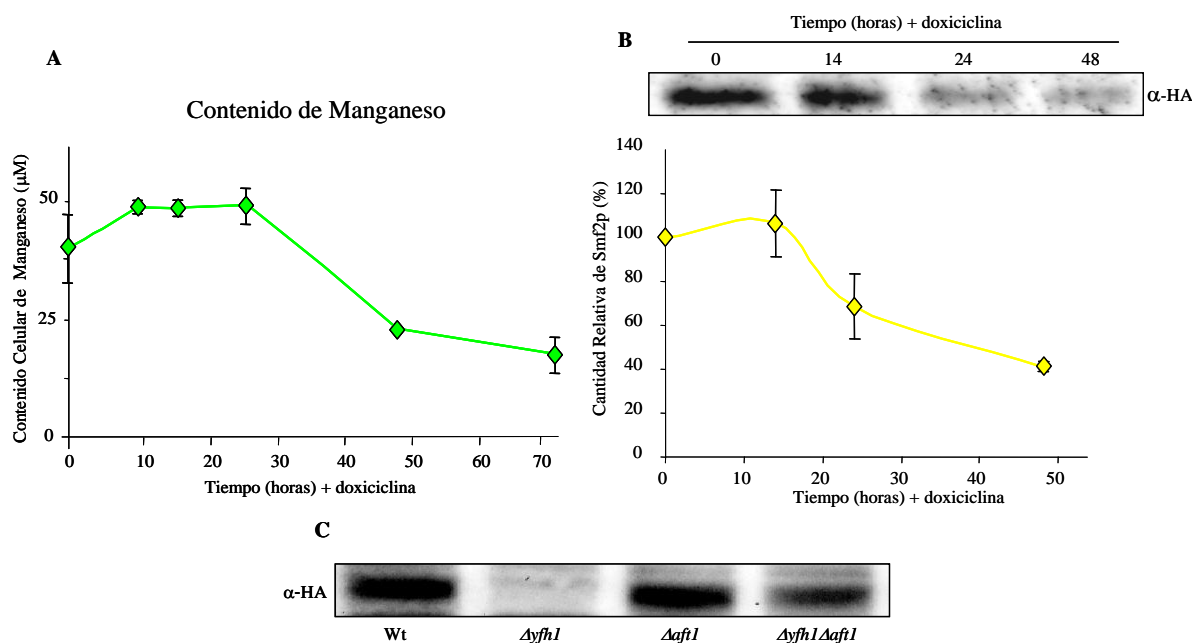 A
Contenido de Manganeso
Contenido Celular de Manganeso (µM)
50
25
0
0 10 20 30 40 50 60 70
Tiempo (horas) + doxiciclina
B
Tiempo (horas) + doxiciclina
0 14 24 48
α-HA
Cantidad Relativa de Smf2p (%)
140
120
100
80
60
40
20
0
0 10 20 30 40 50
Tiempo (horas) + doxiciclina
C
α-HA
Wt Δyfh1 Δaft1 Δyfh1Δaft1